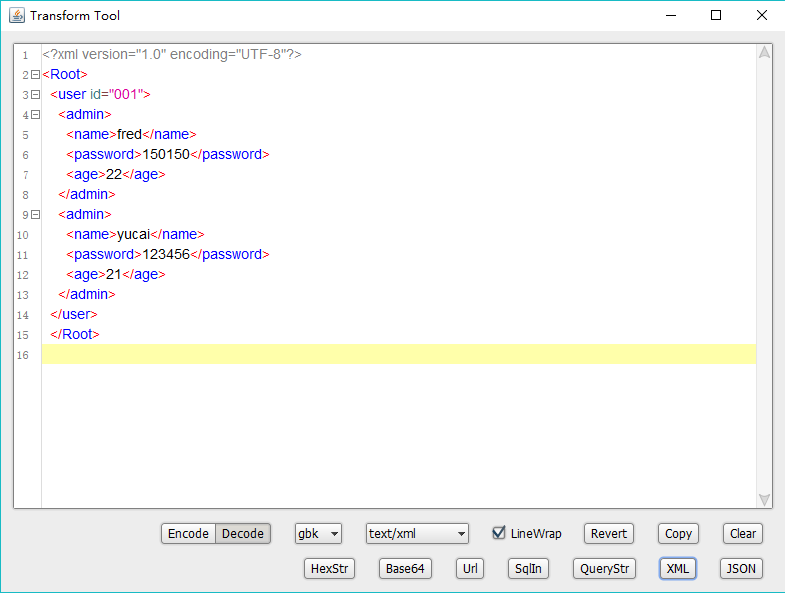 Transform Tool
1 <?xml version="1.0" encoding="UTF-8"?>
2 <Root>
3 <user id="001">
4 <admin>
5 <name>fred</name>
6 <password>150150</password>
7 <age>22</age>
8 </admin>
9 <admin>
10 <name>yucai</name>
11 <password>123456</password>
12 <age>21</age>
13 </admin>
14 </user>
15 </Root>
16
Encode Decode gbk text/xml LineWrap Revert Copy Clear
HexStr Base64 Url SqlIn QueryStr XML JSON